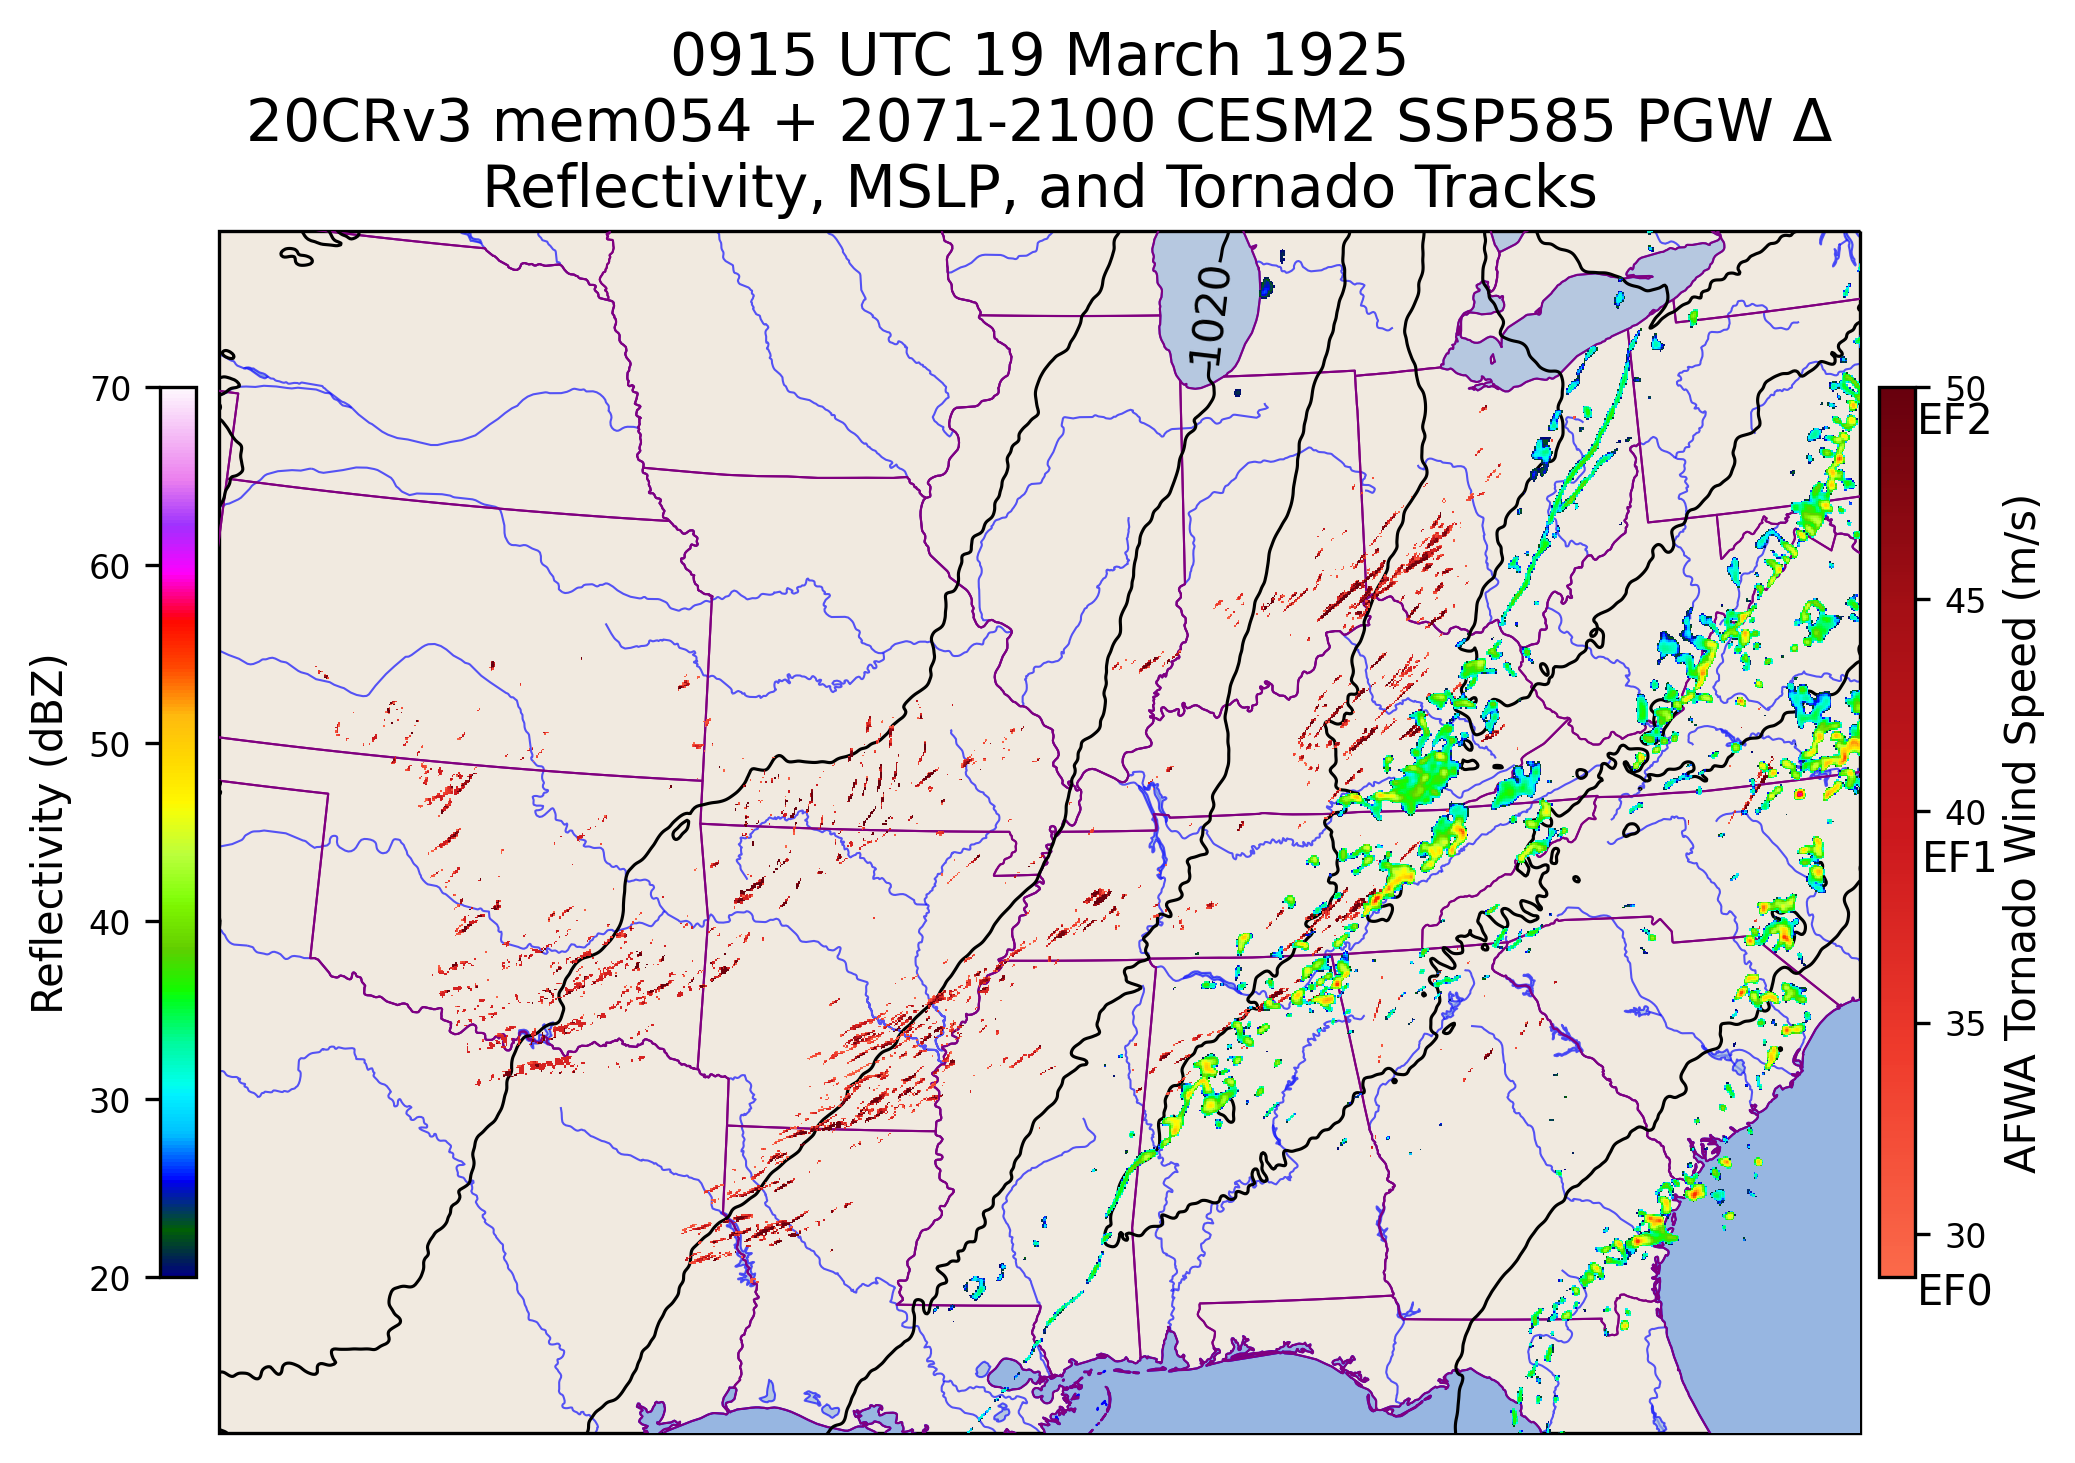 0915 UTC 19 March 1925
20CRv3 mem054 + 2071-2100 CESM2 SSP585 PGW Δ
Reflectivity, MSLP, and Tornado Tracks
1020
Reflectivity (dBZ)
70
60
50
40
30
20
50
EF2
45
40
EF1
35
30
EF0
AFWA Tornado Wind Speed (m/s)